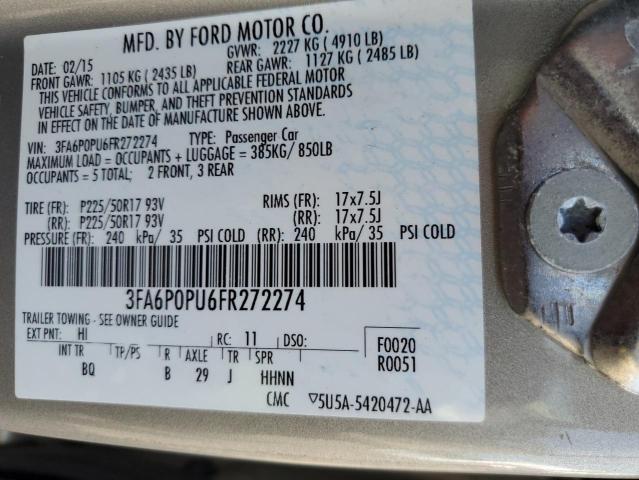 MFD. BY FORD MOTOR CO.
DATE: 02/15 GVWR: 2227 KG (4910 LB)
FRONT GAWR: 1105 KG (2435 LB) REAR GAWR: 1127 KG (2485 LB)
THIS VEHICLE CONFORMS TO ALL APPLICABLE FEDERAL MOTOR
VEHICLE SAFETY, BUMPER, AND THEFT PREVENTION STANDARDS
IN EFFECT ON THE DATE OF MANUFACTURE SHOWN ABOVE.
VIN: 3FA6P0PU6FR272274 TYPE: Passenger Car
MAXIMUM LOAD = OCCUPANTS + LUGGAGE = 385KG/ 850LB
OCCUPANTS = 5 TOTAL; 2 FRONT, 3 REAR
TIRE (FR): P225/50R17 93V RIMS (FR): 17x7.5J
(RR): P225/50R17 93V (RR): 17x7.5J
PRESSURE (FR): 240 kPa/ 35 PSI COLD (RR): 240 kPa/ 35 PSI COLD
3FA6P0PU6FR272274
TRAILER TOWING - SEE OWNER GUIDE
EXT PNT: HI RC: 11 DSO: F0020
INT TR TP/PS R AXLE TR SPR R0051
BQ B 29 J HHNN
CMC ▽5U5A-5420472-AA